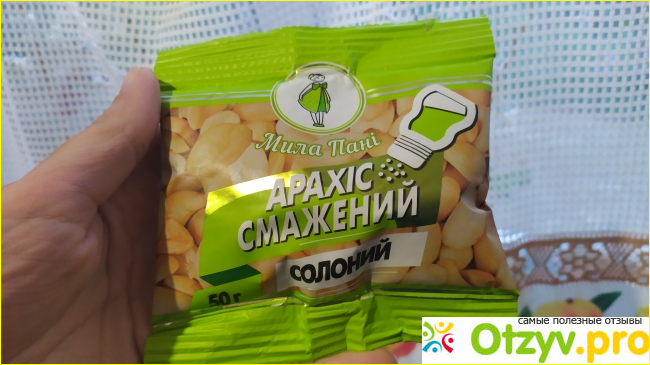 Мила Пані
АРАХІС
СМАЖЕНИЙ
СОЛОНИЙ
50 г
самые полезные отзывы
Otzyv.pro